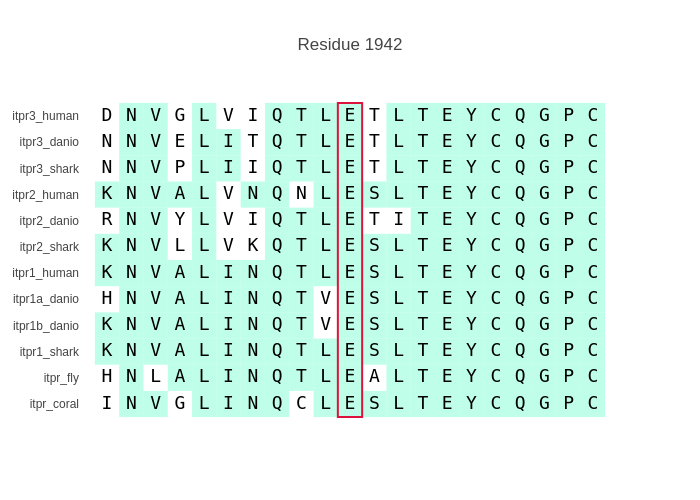 Residue 1942
itpr3_human D N V G L V I Q T L E T L T E Y C Q G P C
itpr3_danio N N V E L I T Q T L E T L T E Y C Q G P C
itpr3_shark N N V P L I I Q T L E T L T E Y C Q G P C
itpr2_human K N V A L V N Q N L E S L T E Y C Q G P C
itpr2_danio R N V Y L V I Q T L E T I T E Y C Q G P C
itpr2_shark K N V L L V K Q T L E S L T E Y C Q G P C
itpr1_human K N V A L I N Q T L E S L T E Y C Q G P C
itpr1a_danio H N V A L I N Q T V E S L T E Y C Q G P C
itpr1b_danio K N V A L I N Q T V E S L T E Y C Q G P C
itpr1_shark K N V A L I N Q T L E S L T E Y C Q G P C
itpr_fly H N L A L I N Q T L E A L T E Y C Q G P C
itpr_coral I N V G L I N Q C L E S L T E Y C Q G P C